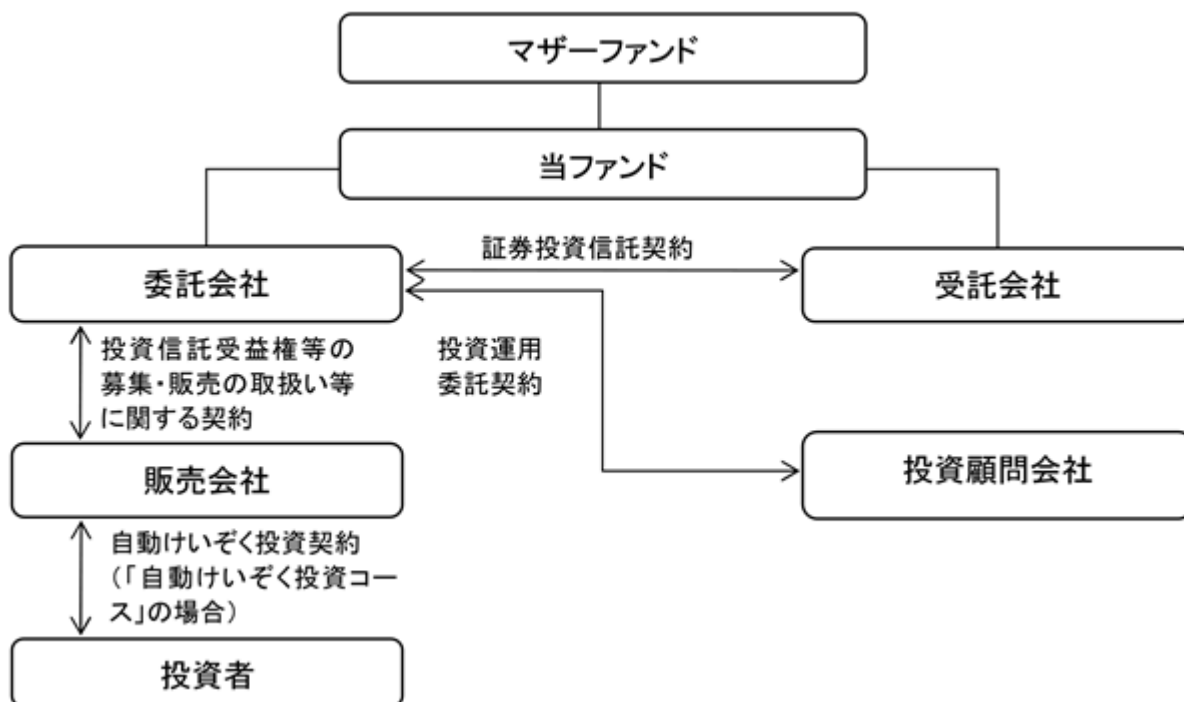 マザーファンド
当ファンド
証券投資信託契約
委託会社
受託会社
投資信託受益権等の
募集・販売の取扱い等
に関する契約
投資運用
委託契約
販売会社
投資顧問会社
自動けいぞく投資契約
(「自動けいぞく投資コー
ス」の場合)
投資者